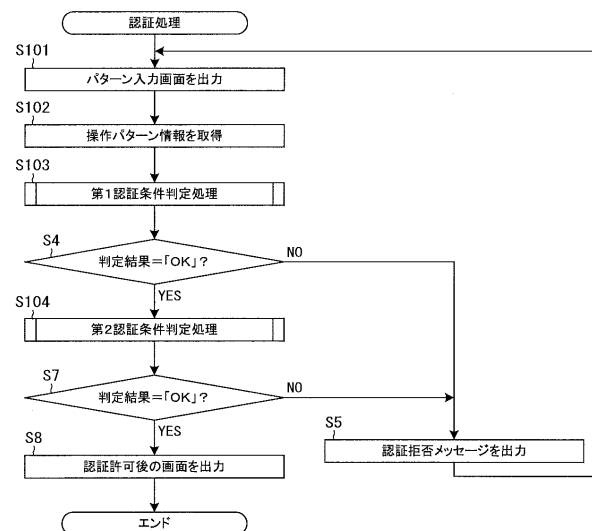 認証処理
S101
パターン入力画面を出力
S102
操作パターン情報を取得
S103
第1認証条件判定処理
S4
判定結果=「OK」?
NO
YES
S104
第2認証条件判定処理
S7
判定結果=「OK」?
NO
YES
S8
認証許可後の画面を出力
S5
認証拒否メッセージを出力
エンド